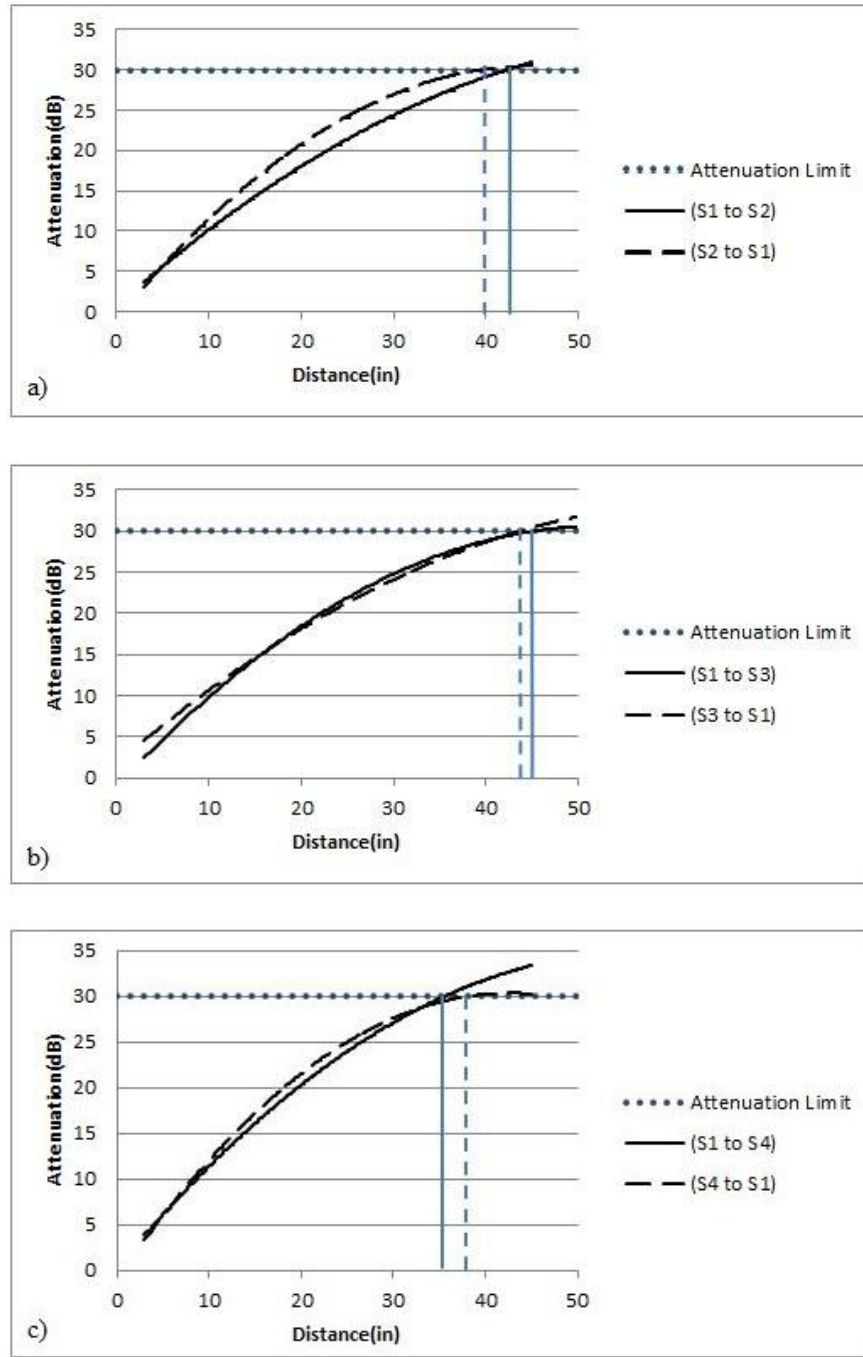 35
30
25
20
15
10
5
0
Attenuation(dB)
0 10 20 30 40 50
Distance(in)
Attenuation Limit
(S1 to S2)
(S2 to S1)
a)
35
30
25
20
15
10
5
0
Attenuation(dB)
0 10 20 30 40 50
Distance(in)
Attenuation Limit
(S1 to S3)
(S3 to S1)
b)
35
30
25
20
15
10
5
0
Attenuation(dB)
0 10 20 30 40 50
Distance(in)
Attenuation Limit
(S1 to S4)
(S4 to S1)
c)